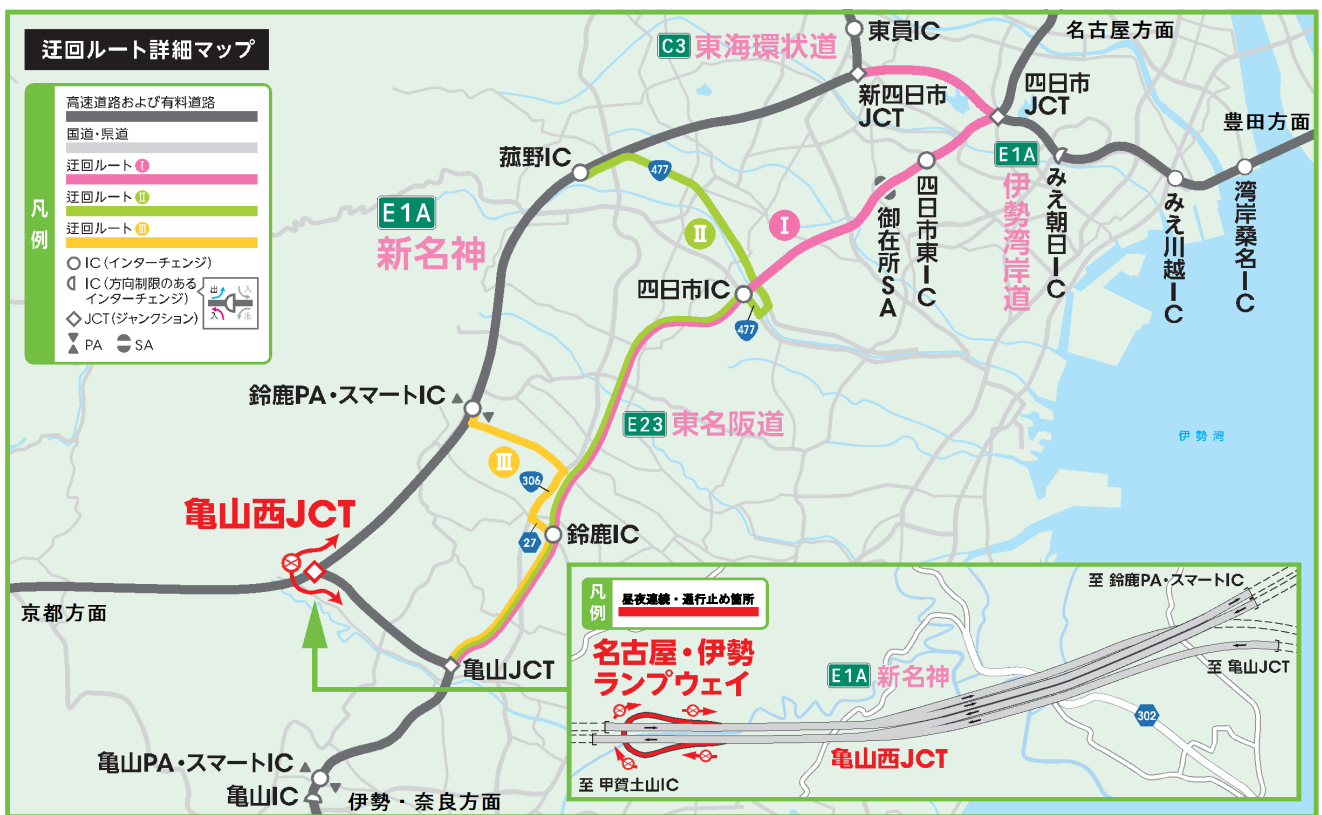 迂回ルート詳細マップ
凡例
高速道路および有料道路
国道・県道
迂回ルート Ⅰ
迂回ルート Ⅱ
迂回ルート Ⅲ
IC(インターチェンジ)
IC(方向制限のある
インターチェンジ)
出 入
入 出
JCT(ジャンクション)
PA SA
東員IC
名古屋方面
C3 東海環状道
新四日市
JCT
四日市
JCT
豊田方面
菰野IC
477
E1A
伊勢湾岸道
みえ朝日IC
みえ川越IC
湾岸桑名IC
四日市東IC
御在所SA
E1A
新名神
Ⅱ
Ⅰ
四日市IC
477
鈴鹿PA・スマートIC
E23 東名阪道
伊勢湾
Ⅲ
306
亀山西JCT
27
鈴鹿IC
京都方面
亀山JCT
亀山PA・スマートIC
亀山IC
伊勢・奈良方面
凡例
昼夜連続・通行止め箇所
至 鈴鹿PA・スマートIC
名古屋・伊勢
ランプウェイ
E1A 新名神
至 亀山JCT
302
亀山西JCT
至 甲賀土山IC